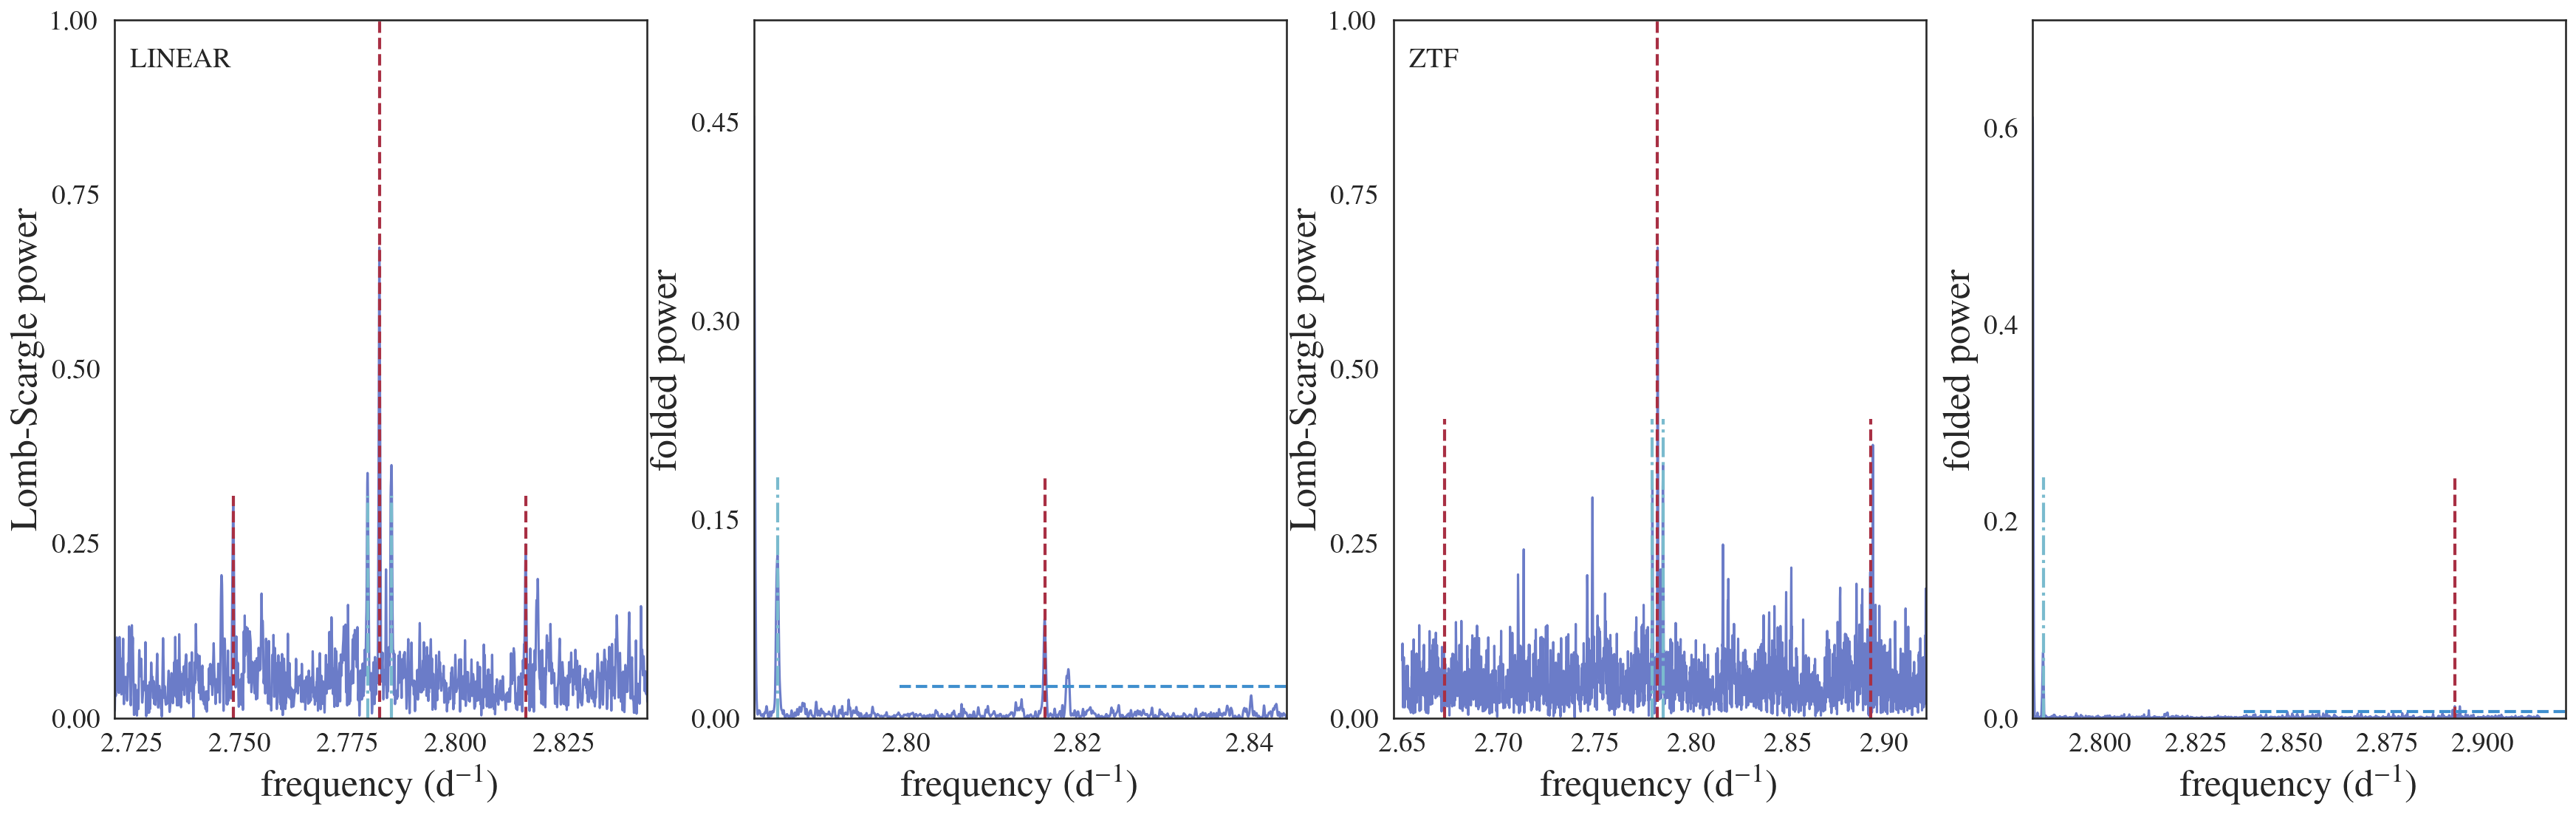 LINEAR
Lomb-Scargle power
1.00
0.75
0.50
0.25
0.00
2.725 2.750 2.775 2.800 2.825
frequency (d⁻¹)
folded power
0.45
0.30
0.15
0.00
2.80 2.82 2.84
frequency (d⁻¹)
ZTF
Lomb-Scargle power
1.00
0.75
0.50
0.25
0.00
2.65 2.70 2.75 2.80 2.85 2.90
frequency (d⁻¹)
folded power
0.6
0.4
0.2
0.0
2.800 2.825 2.850 2.875 2.900
frequency (d⁻¹)